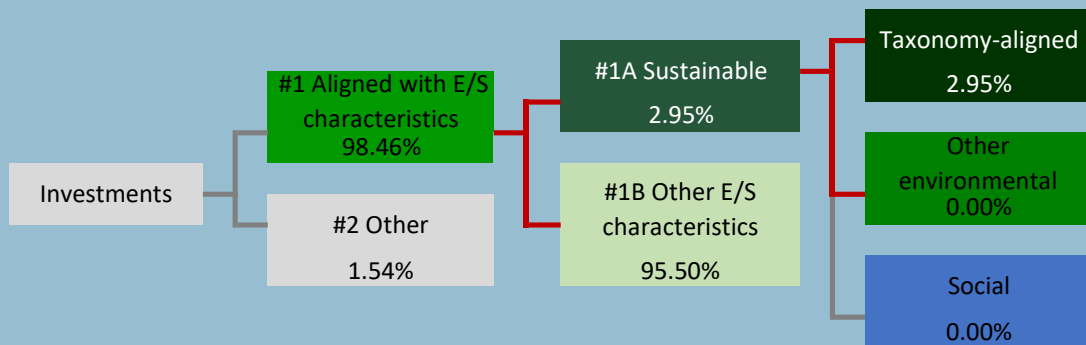 Investments
#1 Aligned with E/S
characteristics
98.46%
#2 Other
1.54%
#1A Sustainable
2.95%
#1B Other E/S
characteristics
95.50%
Taxonomy-aligned
2.95%
Other
environmental
0.00%
Social
0.00%